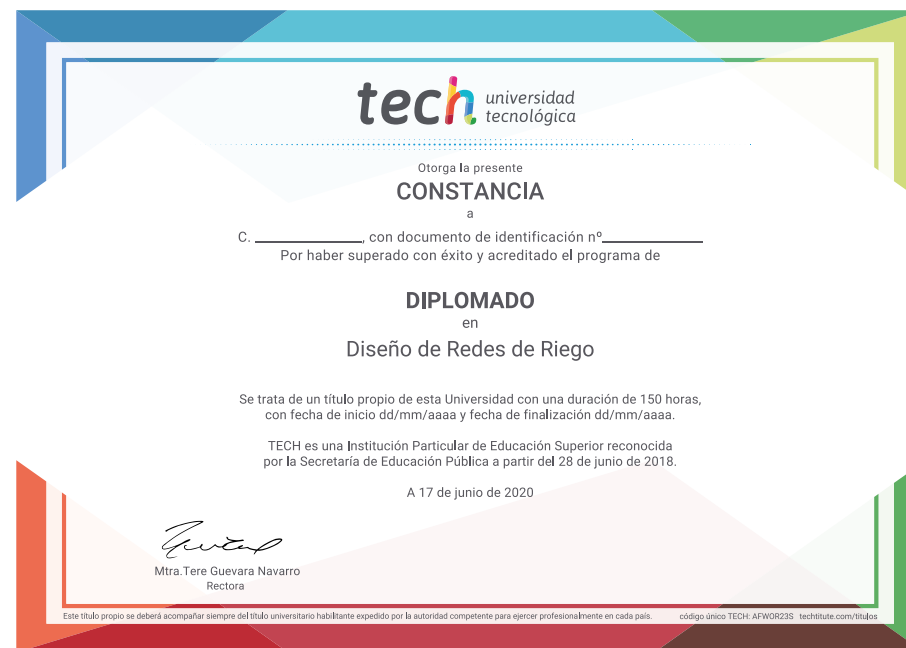 tech universidad
tecnológica
Otorga la presente
CONSTANCIA
a
C. ____________, con documento de identificación nº____________
Por haber superado con éxito y acreditado el programa de
DIPLOMADO
en
Diseño de Redes de Riego
Se trata de un título propio de esta Universidad con una duración de 150 horas,
con fecha de inicio dd/mm/aaaa y fecha de finalización dd/mm/aaaa.
TECH es una Institución Particular de Educación Superior reconocida
por la Secretaría de Educación Pública a partir del 28 de junio de 2018.
A 17 de junio de 2020
Mtra.Tere Guevara Navarro
Rectora
Este título propio se deberá acompañar siempre del título universitario habilitante expedido por la autoridad competente para ejercer profesionalmente en cada país. código único TECH: AFWOR23S techtitute.com/titulos